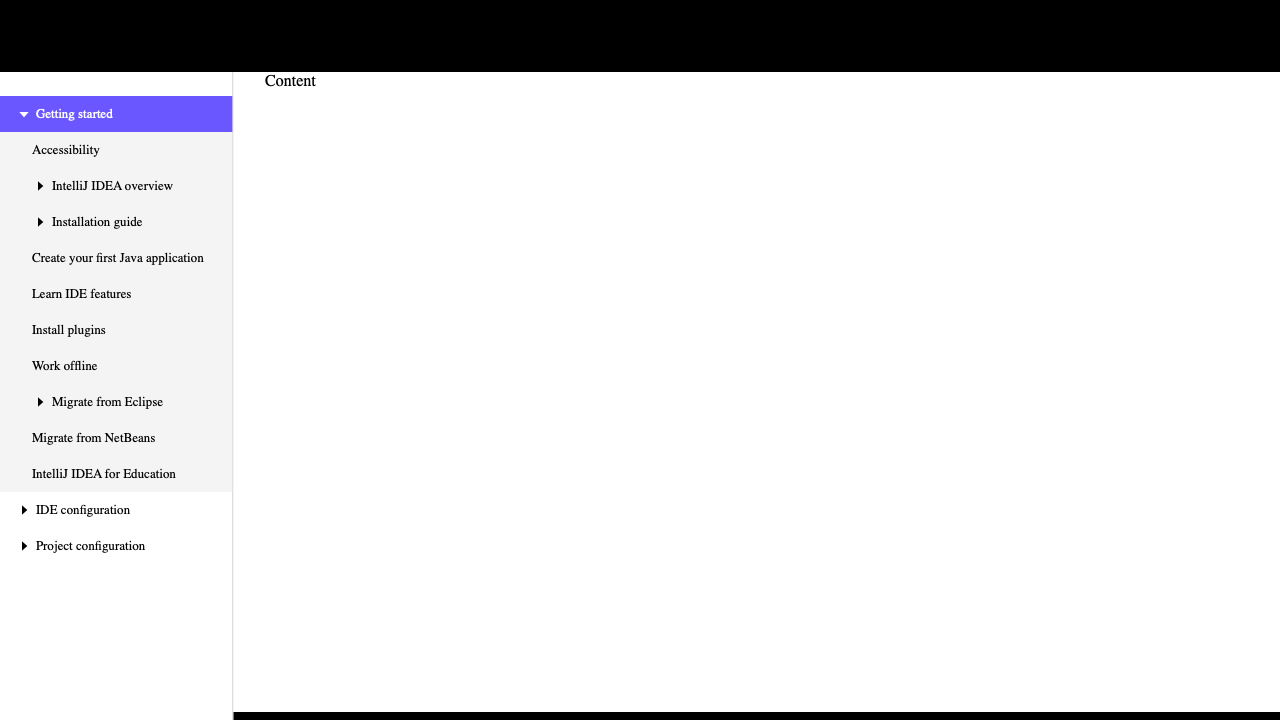 Content
Getting started
Accessibility
IntelliJ IDEA overview
Installation guide
Create your first Java application
Learn IDE features
Install plugins
Work offline
Migrate from Eclipse
Migrate from NetBeans
IntelliJ IDEA for Education
IDE configuration
Project configuration